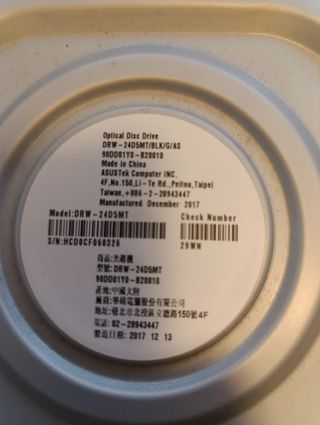 Optical Disc Drive
DRW-24D5MT/BLK/G/AS
90DD01Y0-B20010
Made in China
ASUSTek Computer INC.
4F,No.150,Li-Te Rd.,Peitou,Taipei
Taiwan,+886-2-28943447
Manufactured December 2017
Model:DRW-24D5MT
Check Number
S/N:HCD0CF060326
29WN
商品:光碟機
型號:DRW-24D5MT
90DD01Y0-B20010
產地:中國大陸
廠商:華碩電腦股份有限公司
地址:臺北市北投區立德路150號4F
電話:02-28943447
製造日期:2017 12 13